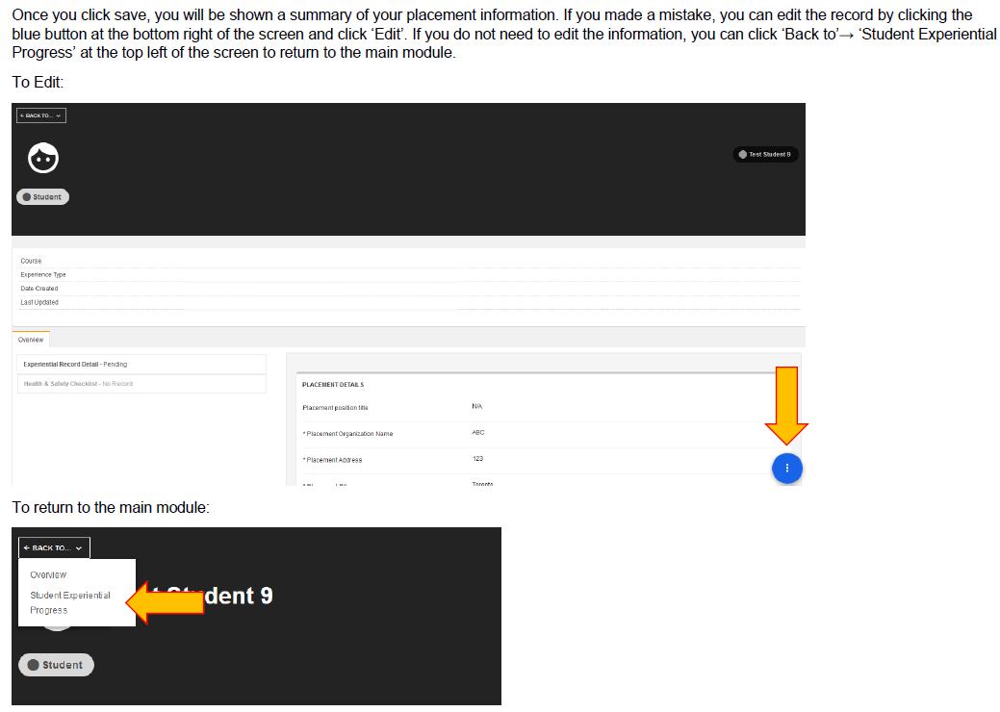 Once you click save, you will be shown a summary of your placement information. If you made a mistake, you can edit the record by clicking the
blue button at the bottom right of the screen and click ‘Edit’. If you do not need to edit the information, you can click ‘Back to’→ ‘Student Experiential
Progress’ at the top left of the screen to return to the main module.
To Edit:
← BACK TO...
Test Student 9
Student
Course
Experience Type
Date Created
Last Updated
Overview
Experiential Record Detail - Pending
Health & Safety Checklist - No Record
PLACEMENT DETAILS
Placement position title N/A
* Placement Organization Name ABC
* Placement Address 123
Toronto
To return to the main module:
← BACK TO...
Overview
Student Experiential
Progress
dent 9
Student